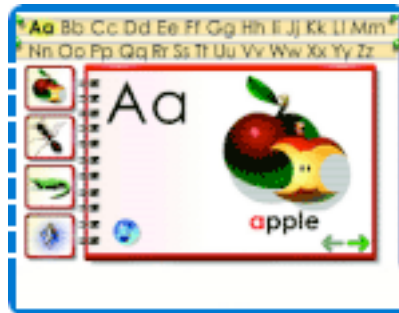 Aa Bb Cc Dd Ee Ff Gg Hh Ii Jj Kk Ll Mm
Nn Oo Pp Qq Rr Ss Tt Uu Vv Ww Xx Yy Zz
Aa
apple